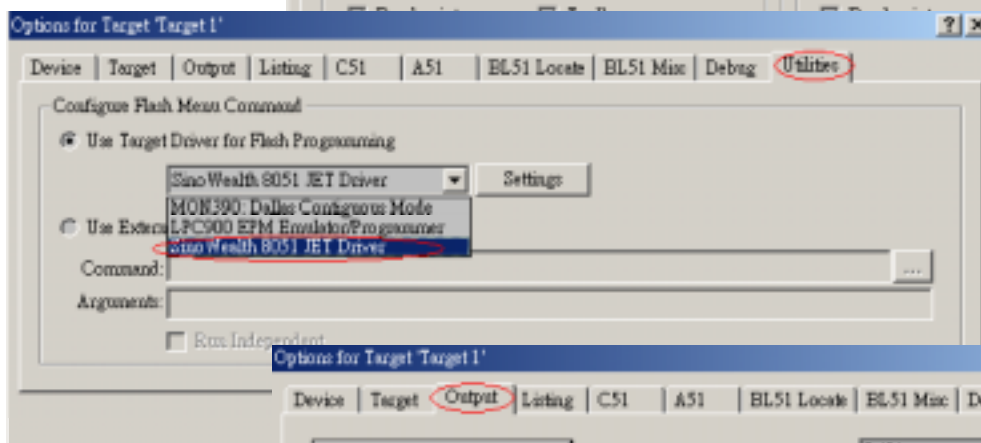 Options for Target 'Target 1'
Device Target Output Listing C51 A51 BL51 Locate BL51 Misc Debug Utilities
Configure Flash Menu Command
Use Target Driver for Flash Programming
SinoWealth 8051 JET Driver Settings
MON390: Dallas Contiguous Mode
Use Extern LPC900 EPM Emulator/Programmer
SinoWealth 8051 JET Driver
Command: ...
Arguments:
Run Independent
Options for Target 'Target 1'
Device Target Output Listing C51 A51 BL51 Locate BL51 Misc D